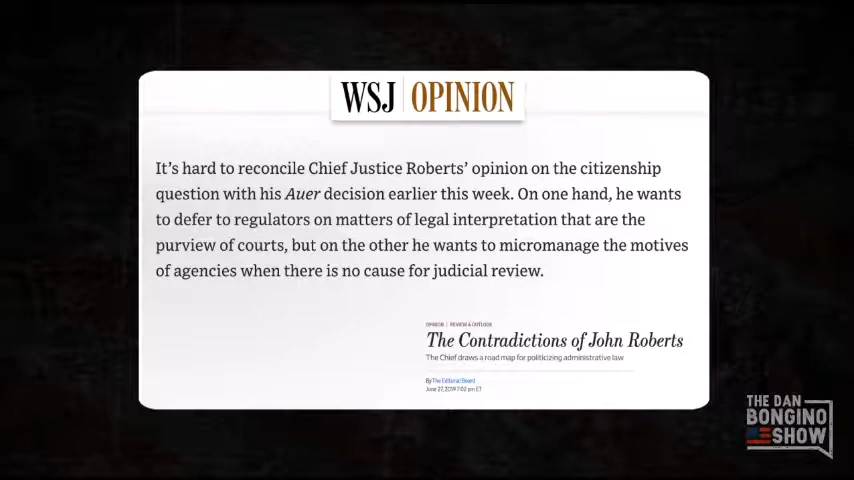 WSJ | OPINION
It's hard to reconcile Chief Justice Roberts' opinion on the citizenship
question with his Auer decision earlier this week. On one hand, he wants
to defer to regulators on matters of legal interpretation that are the
purview of courts, but on the other he wants to micromanage the motives
of agencies when there is no cause for judicial review.
OPINION | REVIEW & OUTLOOK
The Contradictions of John Roberts
The Chief draws a road map for politicizing administrative law
By The Editorial Board
June 27, 2019 7:02 pm ET
THE DAN
BONGINO
SHOW